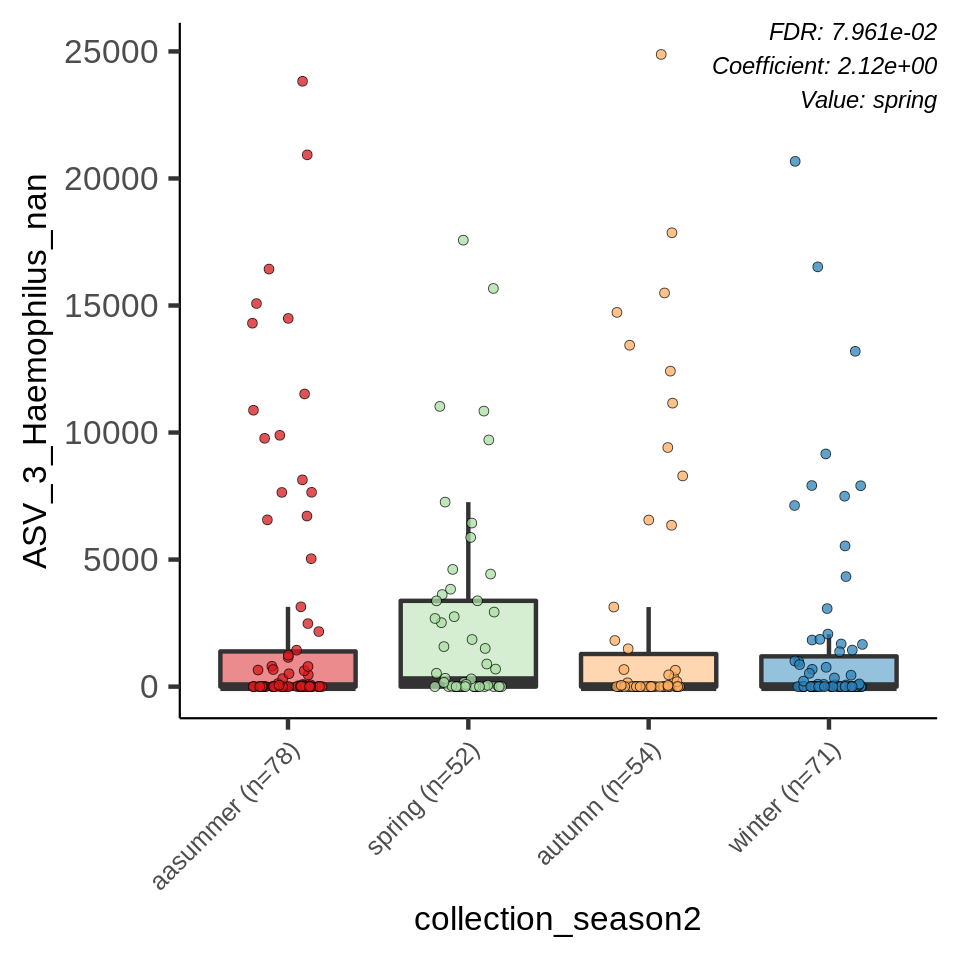 FDR: 7.961e-02
Coefficient: 2.12e+00
Value: spring
ASV_3_Haemophilus_nan
25000
20000
15000
10000
5000
0
aasummer (n=78)
spring (n=52)
autumn (n=54)
winter (n=71)
collection_season2